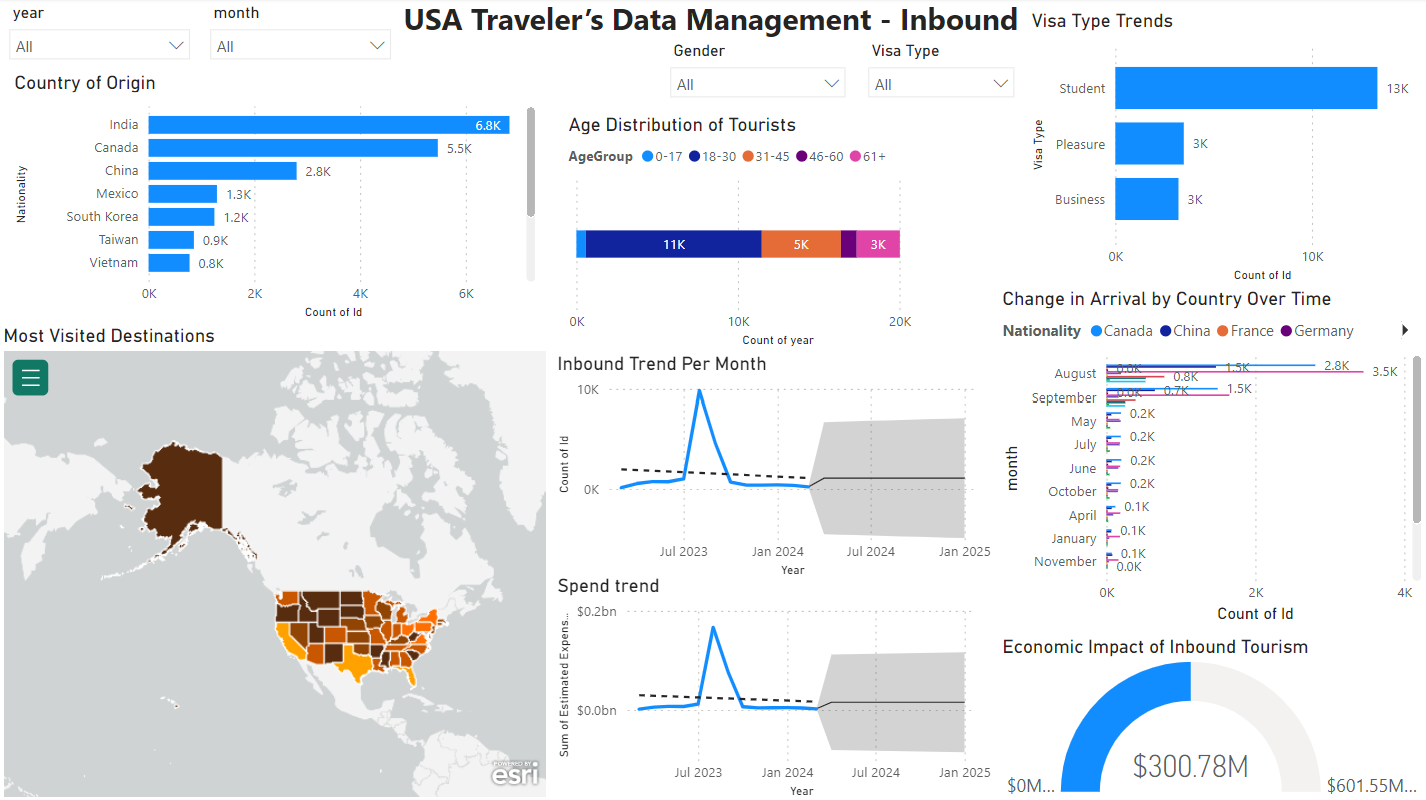 year
All
month
All
USA Traveler’s Data Management - Inbound
Gender
All
Visa Type
All
Country of Origin
Nationality
India
6.8K
Canada
5.5K
China
2.8K
Mexico
1.3K
South Korea
1.2K
Taiwan
0.9K
Vietnam
0.8K
0K 2K 4K 6K
Count of Id
Age Distribution of Tourists
AgeGroup 0-17 18-30 31-45 46-60 61+
11K 5K 3K
0K 10K 20K
Count of year
Visa Type Trends
Visa Type
Student 13K
Pleasure 3K
Business 3K
0K 10K
Count of Id
Most Visited Destinations
POWERED BY
esri
Inbound Trend Per Month
Count of Id
10K
0K
Jul 2023 Jan 2024 Jul 2024 Jan 2025
Year
Spend trend
Sum of Estimated Expens...
$0.2bn
$0.0bn
Jul 2023 Jan 2024 Jul 2024 Jan 2025
Year
Change in Arrival by Country Over Time
Nationality Canada China France Germany
month
August 0.0K 1.5K 2.8K
0.8K 3.5K
September 0.0K 0.7K 1.5K
May 0.2K
July 0.2K
June 0.2K
October 0.2K
April 0.1K
January 0.1K
November 0.1K
0.0K
0K 2K 4K
Count of Id
Economic Impact of Inbound Tourism
$300.78M
$0M... $601.55M...